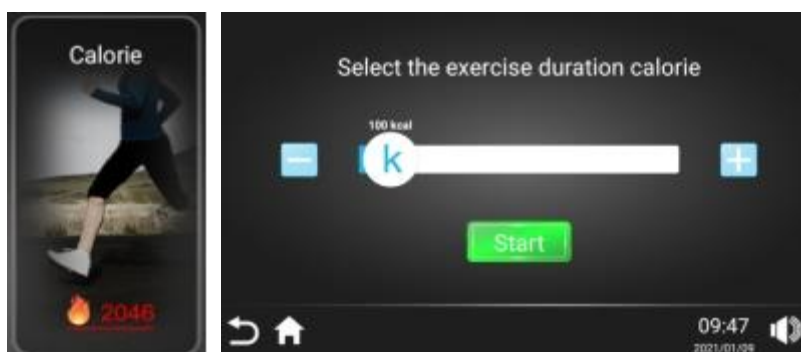 Calorie
2046
Select the exercise duration calorie
100 kcal
k
Start
09:47
2021/01/09